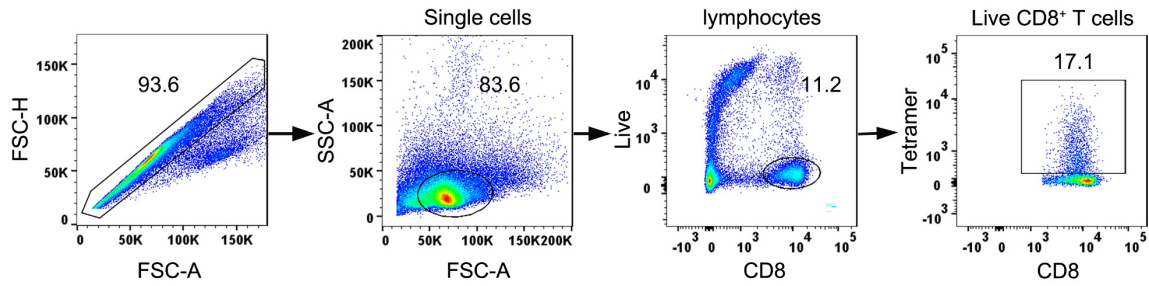 Single cells
lymphocytes
Live CD8⁺ T cells
FSC-H
150K
100K
50K
0
93.6
0
50K
100K
150K
FSC-A
SSC-A
200K
150K
100K
50K
0
83.6
0
50K
100K
150K
200K
FSC-A
Live
10⁴
10³
0
11.2
-10³
0
10³
10⁴
10⁵
CD8
Tetramer
10⁵
10⁴
10³
0
-10³
17.1
0
10³
10⁴
10⁵
CD8